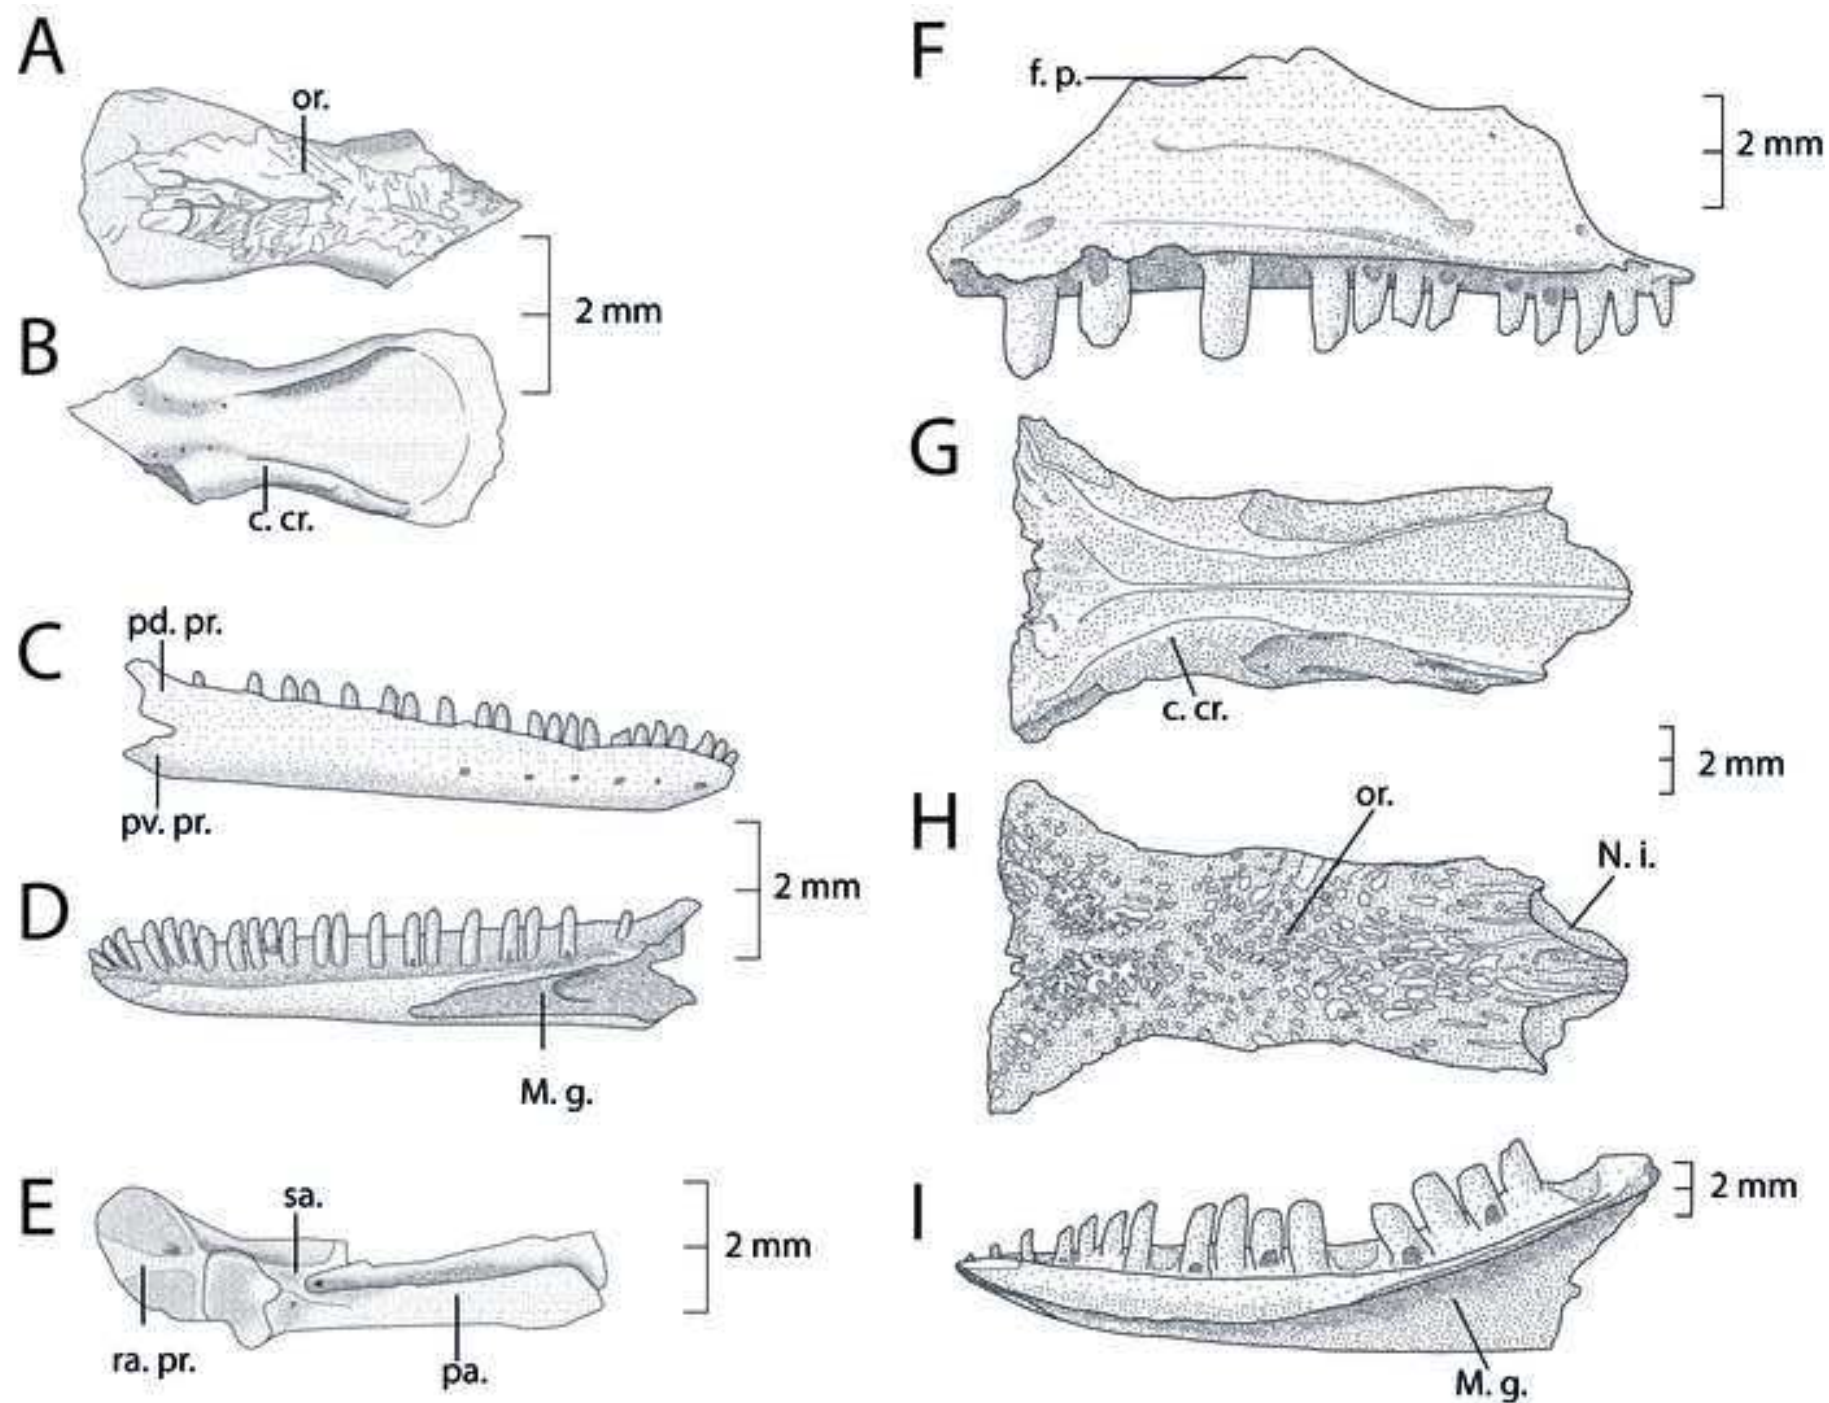 A
or.
B
2 mm
c. cr.
C
pd. pr.
pv. pr.
D
2 mm
M. g.
E
sa.
2 mm
ra. pr.
pa.
F
f. p.
2 mm
G
c. cr.
2 mm
H
or.
N. i.
I
2 mm
M. g.